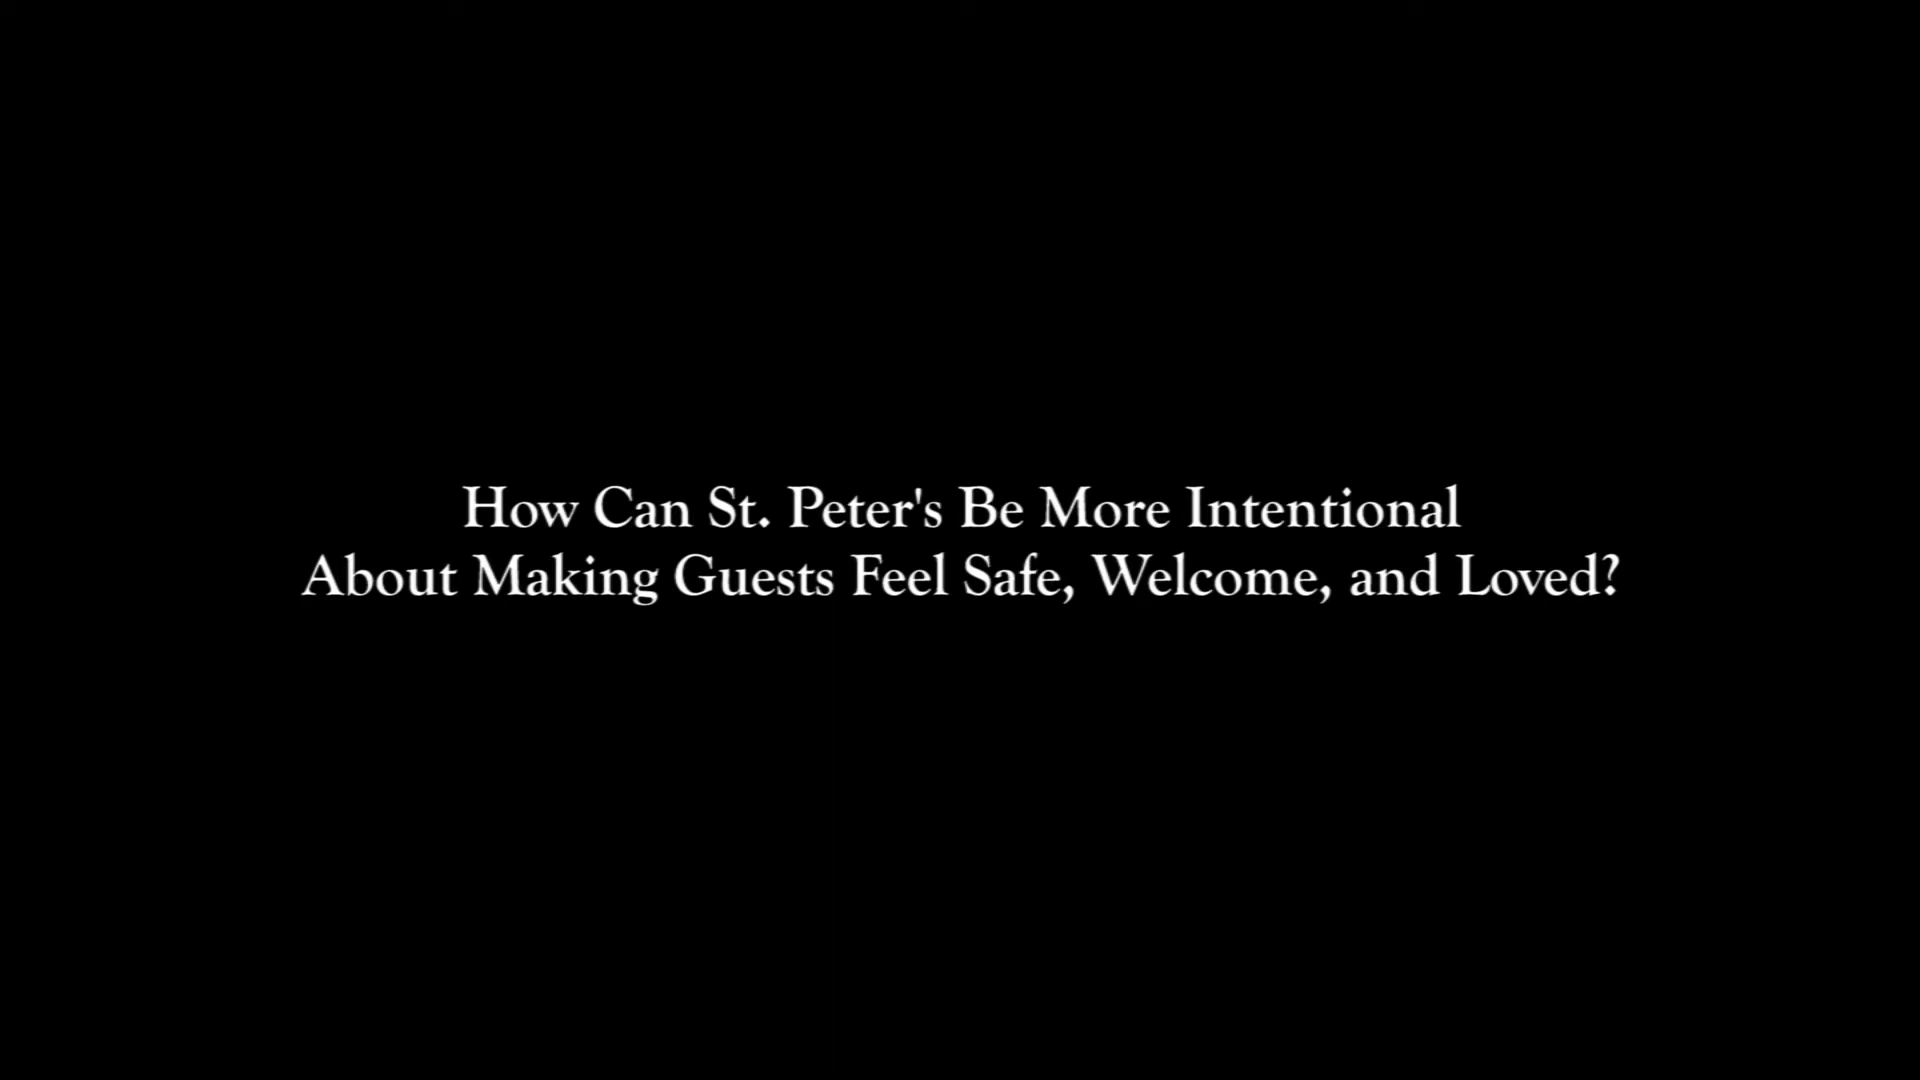 How Can St. Peter's Be More Intentional
About Making Guests Feel Safe, Welcome, and Loved?